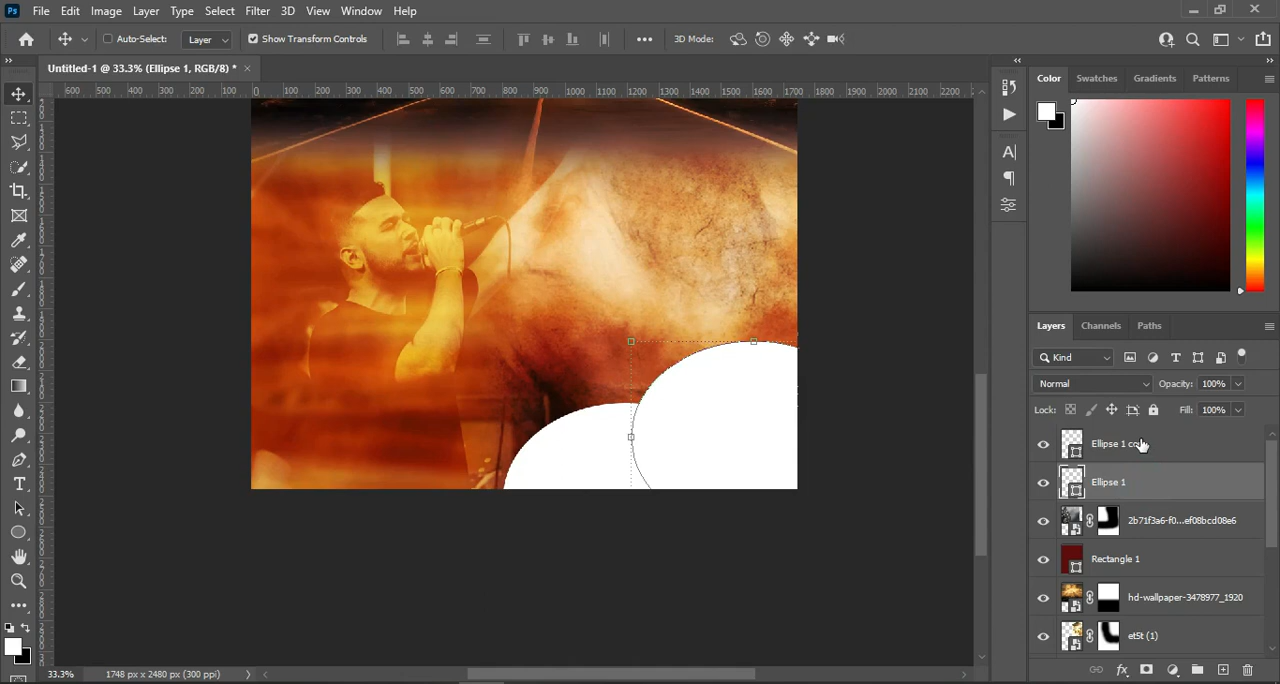 Ps File Edit Image Layer Type Select Filter 3D View Window Help
Auto-Select: Layer Show Transform Controls 3D Mode:
Untitled-1 @ 33.3% (Ellipse 1, RGB/8) * ×
600 500 400 300 200 100 0 100 200 300 400 500 600 700 800 900 1000 1100 1200 1300 1400 1500 1600 1700 1800 1900 2000 2100 2200
Color Swatches Gradients Patterns
Layers Channels Paths
Kind
Normal Opacity: 100%
Lock: Fill: 100%
Ellipse 1 co
Ellipse 1
2b71f3a6-f0...ef08bcd08e6
Rectangle 1
hd-wallpaper-3478977_1920
et5t (1)
33.3% 1748 px x 2480 px (300 ppi)